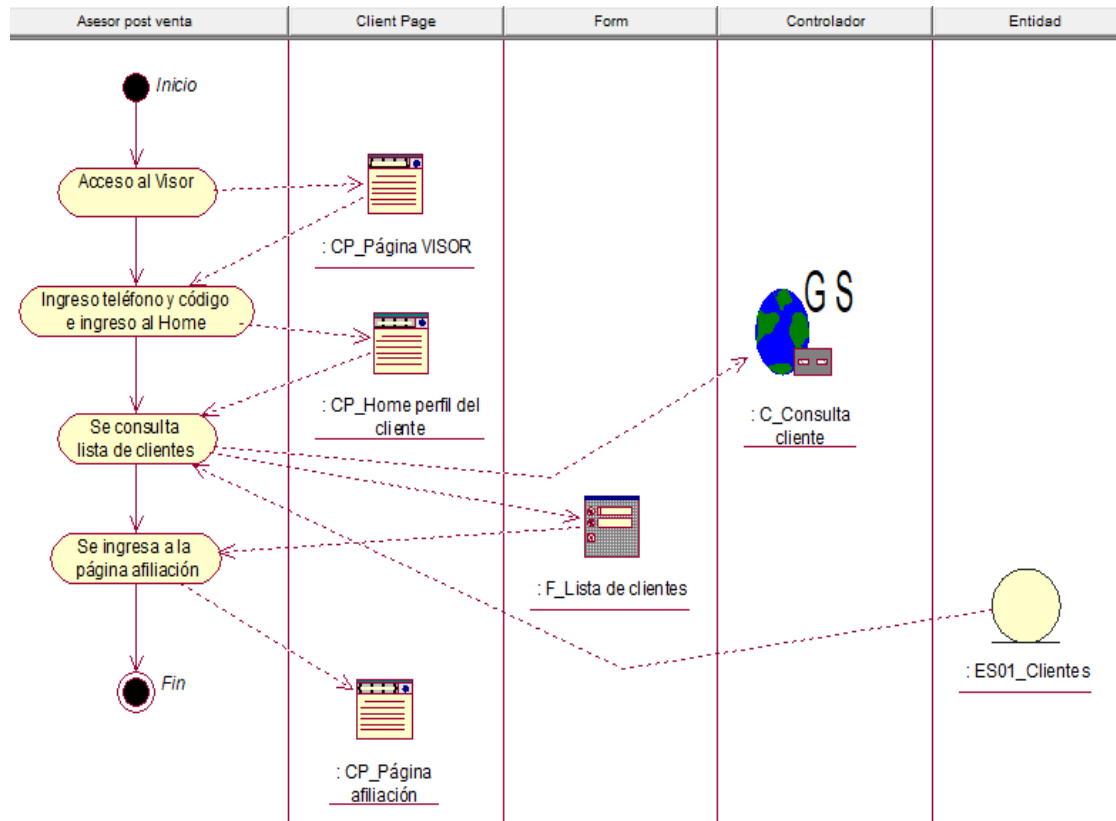 Asesor post venta
Client Page
Form
Controlador
Entidad
Inicio
Acceso al Visor
: CP_Página VISOR
Ingreso teléfono y código
e ingreso al Home
G S
: CP_Home perfil del
cliente
: C_Consulta
cliente
Se consulta
lista de clientes
Se ingresa a la
página afiliación
: F_Lista de clientes
: ES01_Clientes
Fin
: CP_Página
afiliación